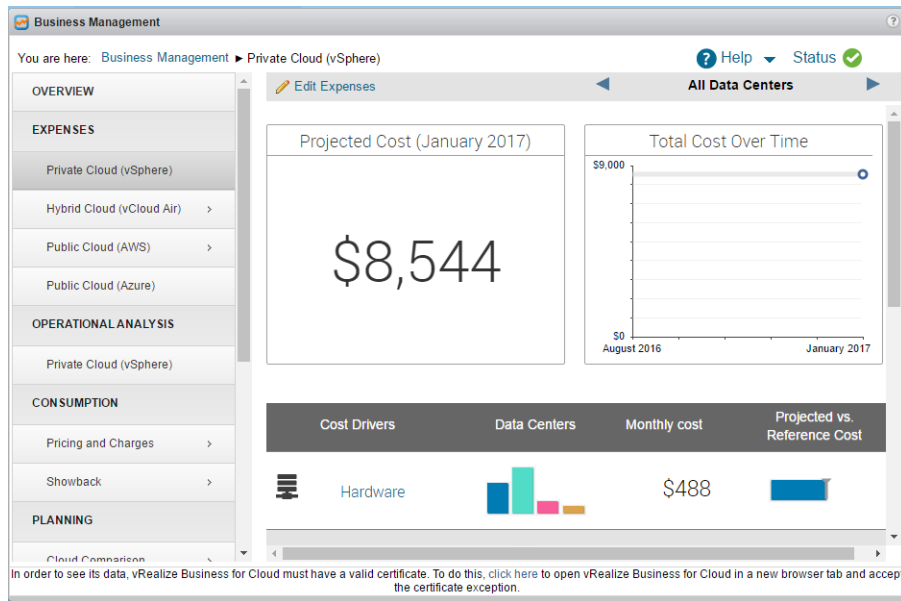 Business Management
?
You are here: Business Management ▸ Private Cloud (vSphere)
? Help Status
OVERVIEW
EXPENSES
Private Cloud (vSphere)
Hybrid Cloud (vCloud Air) >
Public Cloud (AWS) >
Public Cloud (Azure)
OPERATIONAL ANALYSIS
Private Cloud (vSphere)
CONSUMPTION
Pricing and Charges >
Showback >
PLANNING
Cloud Comparison
Edit Expenses
All Data Centers
Projected Cost (January 2017)
$8,544
Total Cost Over Time
$9,000
$0
August 2016 January 2017
Cost Drivers Data Centers Monthly cost Projected vs.
Reference Cost
Hardware $488
In order to see its data, vRealize Business for Cloud must have a valid certificate. To do this, click here to open vRealize Business for Cloud in a new browser tab and accept
the certificate exception.